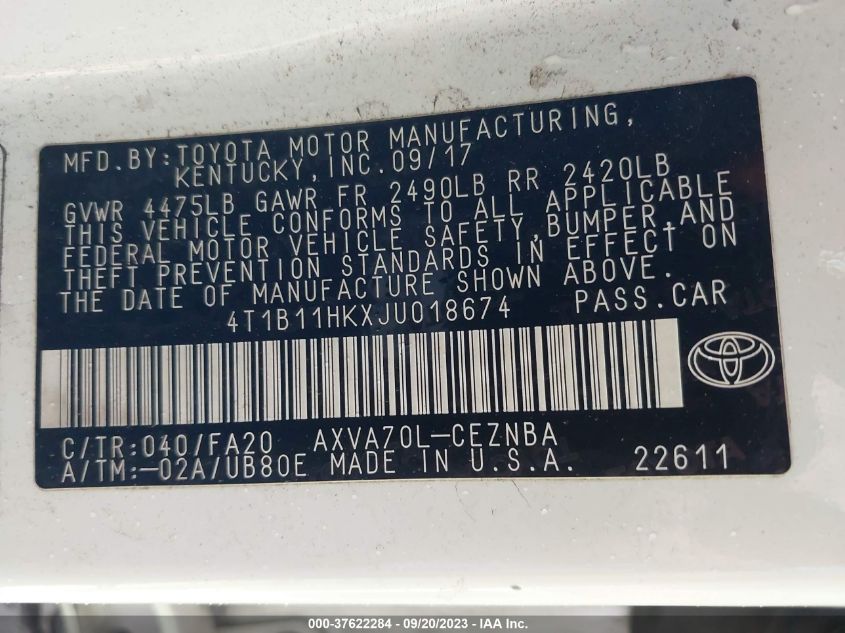 MFD.BY:TOYOTA MOTOR MANUFACTURING,
KENTUCKY,INC.09/17
GVWR 4475LB GAWR FR 2490LB RR 2420LB
THIS VEHICLE CONFORMS TO ALL APPLICABLE
FEDERAL MOTOR VEHICLE SAFETY,BUMPER,AND
THEFT PREVENTION STANDARDS IN EFFECT ON
THE DATE OF MANUFACTURE SHOWN ABOVE.
4T1B11HKXJU018674 PASS.CAR
C/TR:040/FA20 AXVA70L-CEZNBA
A/TM:-02A/UB80E MADE IN U.S.A. 22611
000-37622284 - 09/20/2023 - IAA Inc.